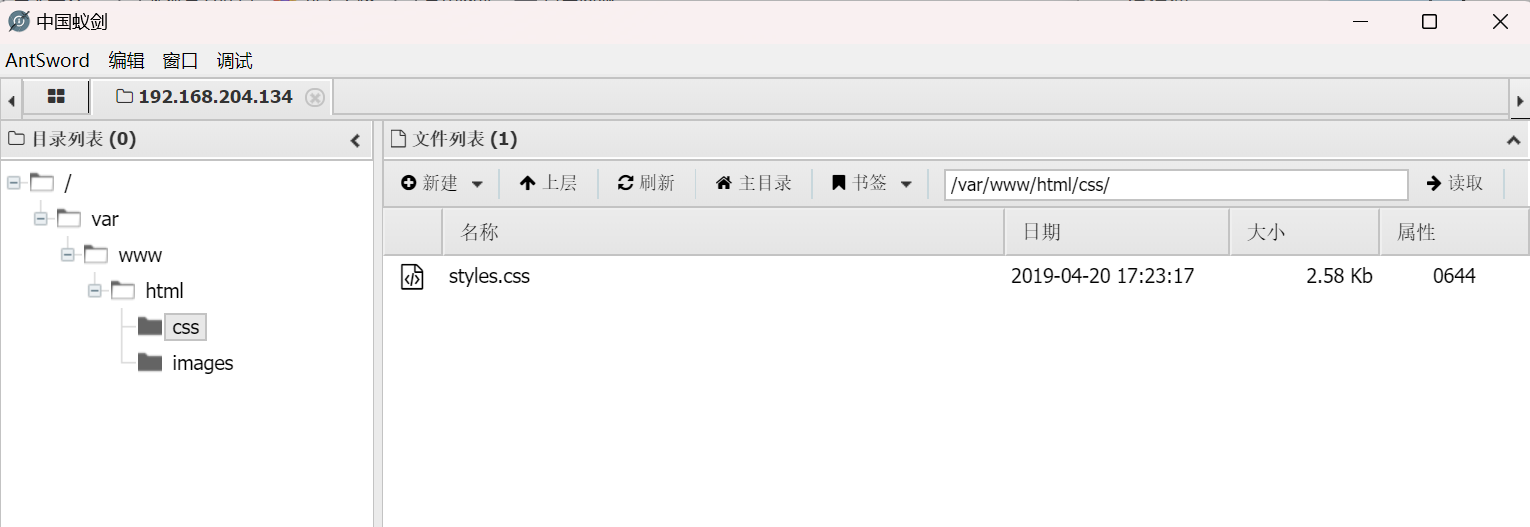 中国蚁剑
AntSword 编辑 窗口 调试
192.168.204.134
目录列表 (0)
/
var
www
html
css
images
文件列表 (1)
新建 上层 刷新 主目录 书签 /var/www/html/css/ 读取
名称 日期 大小 属性
styles.css 2019-04-20 17:23:17 2.58 Kb 0644